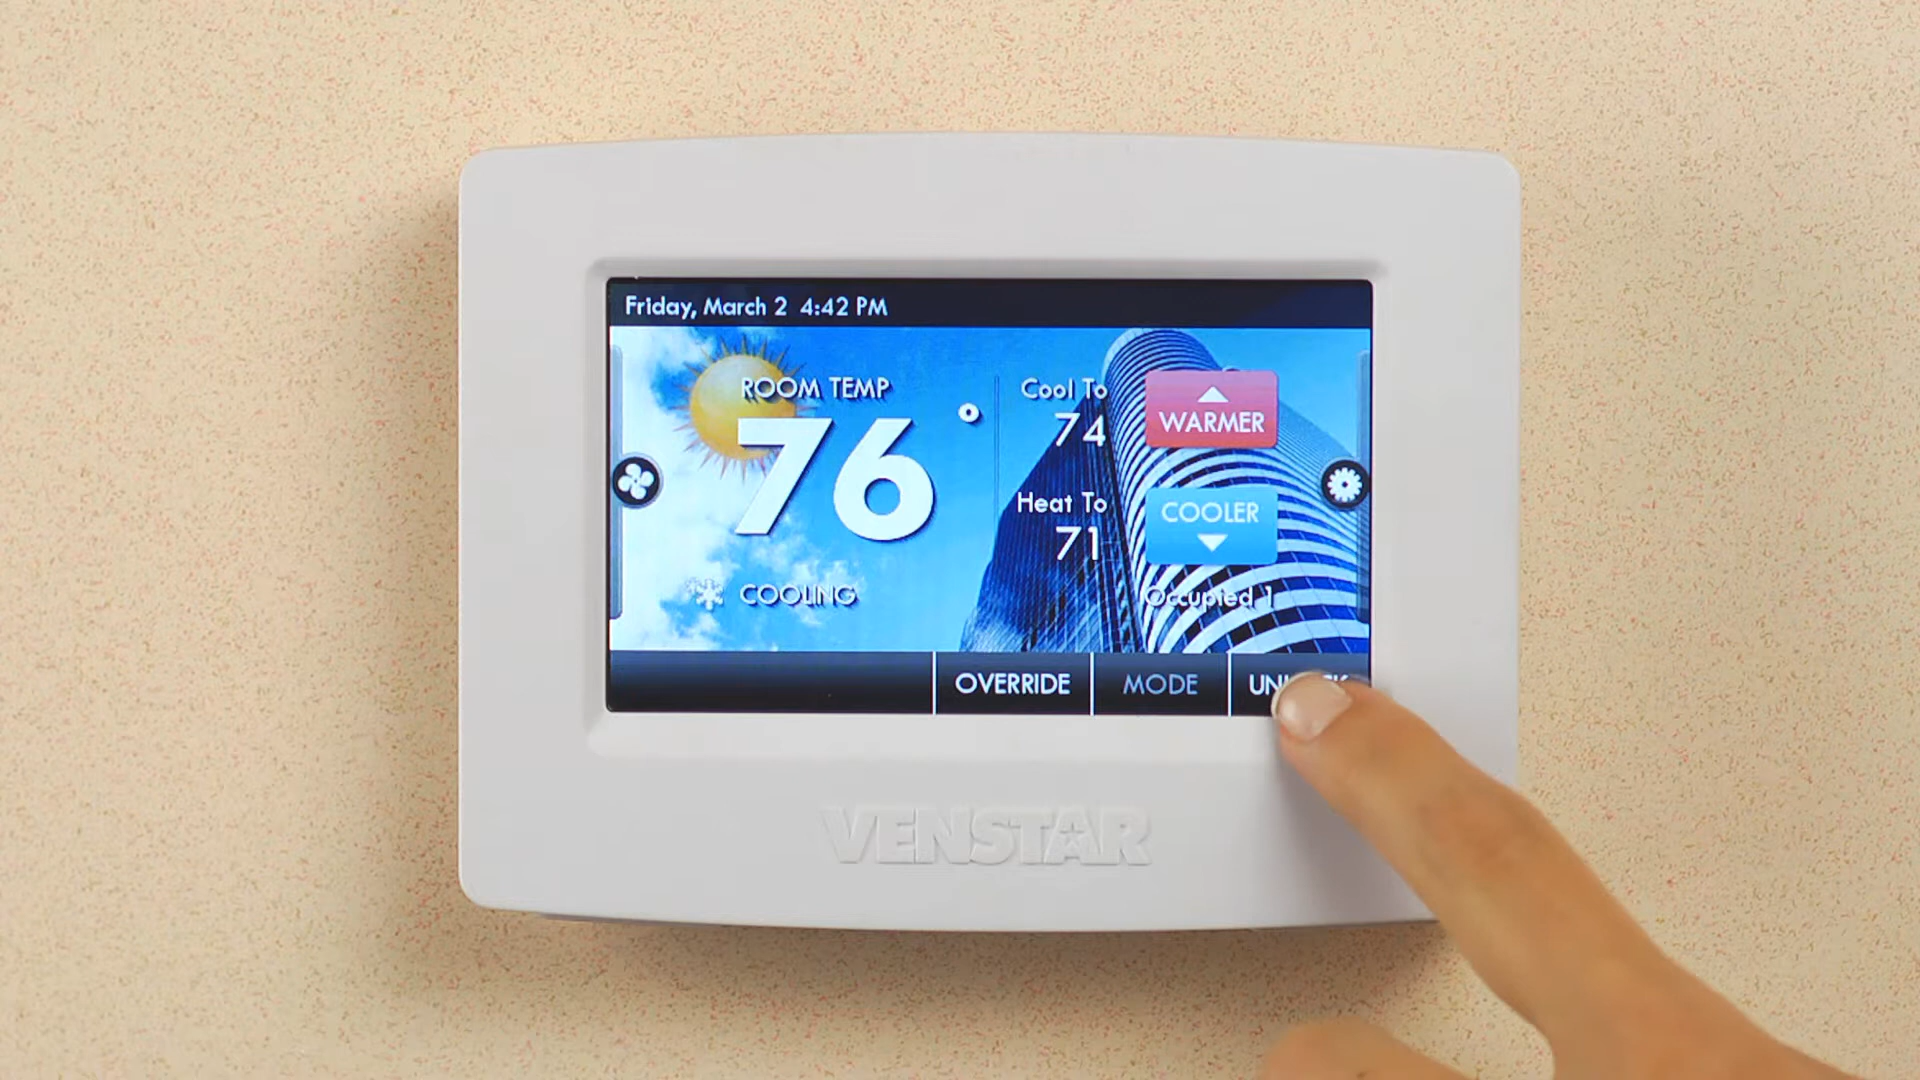 Friday, March 2 4:42 PM
ROOM TEMP
76°
COOLING
Cool To
74
Heat To
71
WARMER
COOLER
Occupied 1
OVERRIDE
MODE
VENSTAR